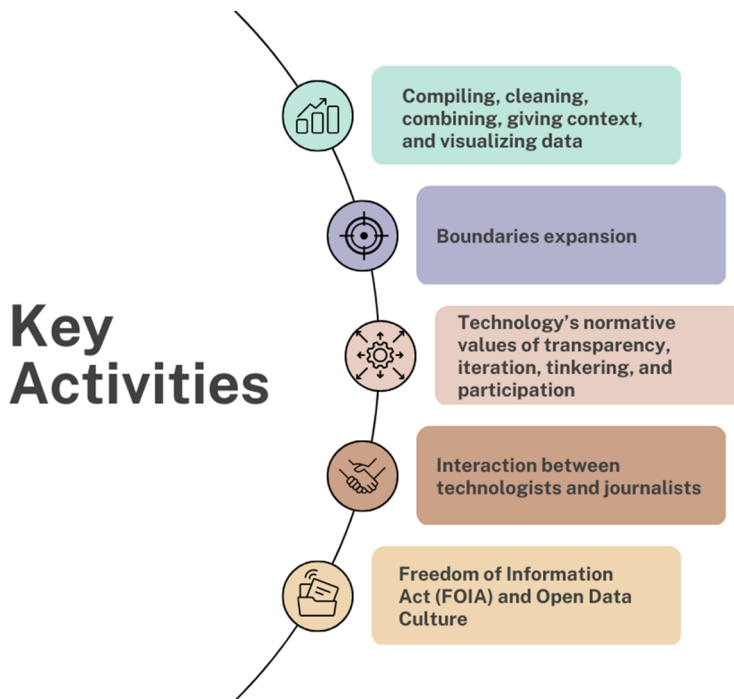 Key
Activities
Compiling, cleaning,
combining, giving context,
and visualizing data
Boundaries expansion
Technology's normative
values of transparency,
iteration, tinkering, and
participation
Interaction between
technologists and journalists
Freedom of Information
Act (FOIA) and Open Data
Culture